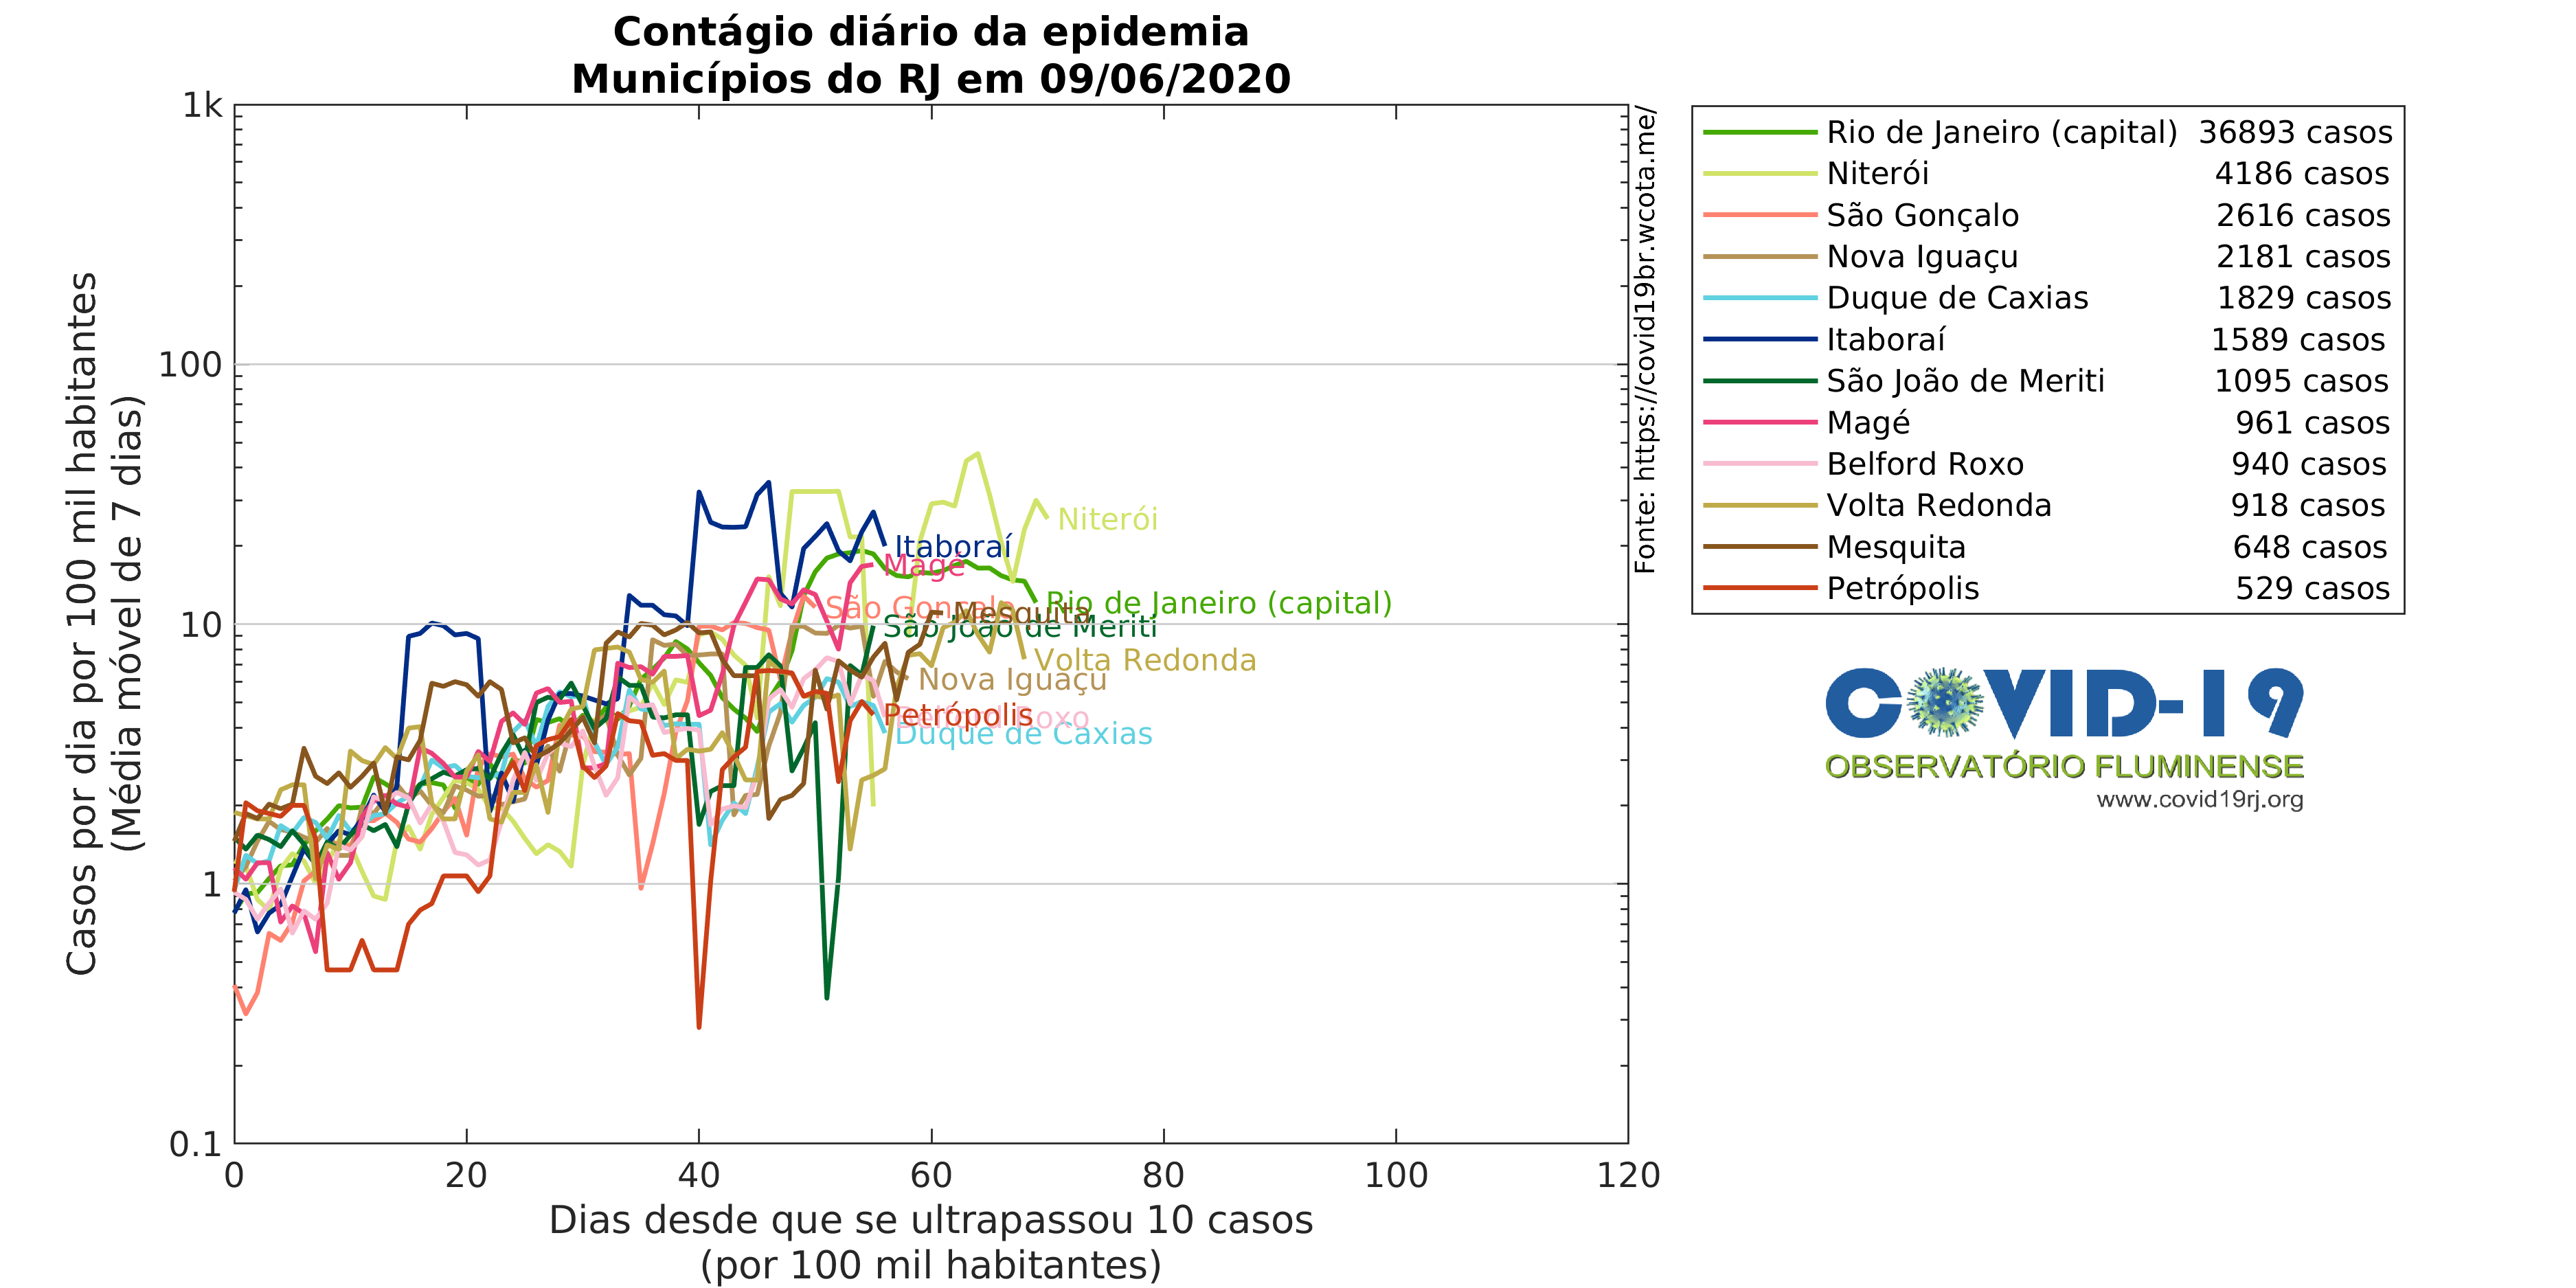 Contágio diário da epidemia
Municípios do RJ em 09/06/2020
Casos por dia por 100 mil habitantes
(Média móvel de 7 dias)
1k
100
10
1
0.1
0 20 40 60 80 100 120
Dias desde que se ultrapassou 10 casos
(por 100 mil habitantes)
Niterói
Itaboraí
Magé
São Gonçalo
Mesquita
Rio de Janeiro (capital)
São João de Meriti
Volta Redonda
Nova Iguaçu
Petrópolis
Belford Roxo
Duque de Caxias
Fonte: https://covid19br.wcota.me/
Rio de Janeiro (capital) 36893 casos
Niterói 4186 casos
São Gonçalo 2616 casos
Nova Iguaçu 2181 casos
Duque de Caxias 1829 casos
Itaboraí 1589 casos
São João de Meriti 1095 casos
Magé 961 casos
Belford Roxo 940 casos
Volta Redonda 918 casos
Mesquita 648 casos
Petrópolis 529 casos
COVID-19
OBSERVATÓRIO FLUMINENSE
www.covid19rj.org